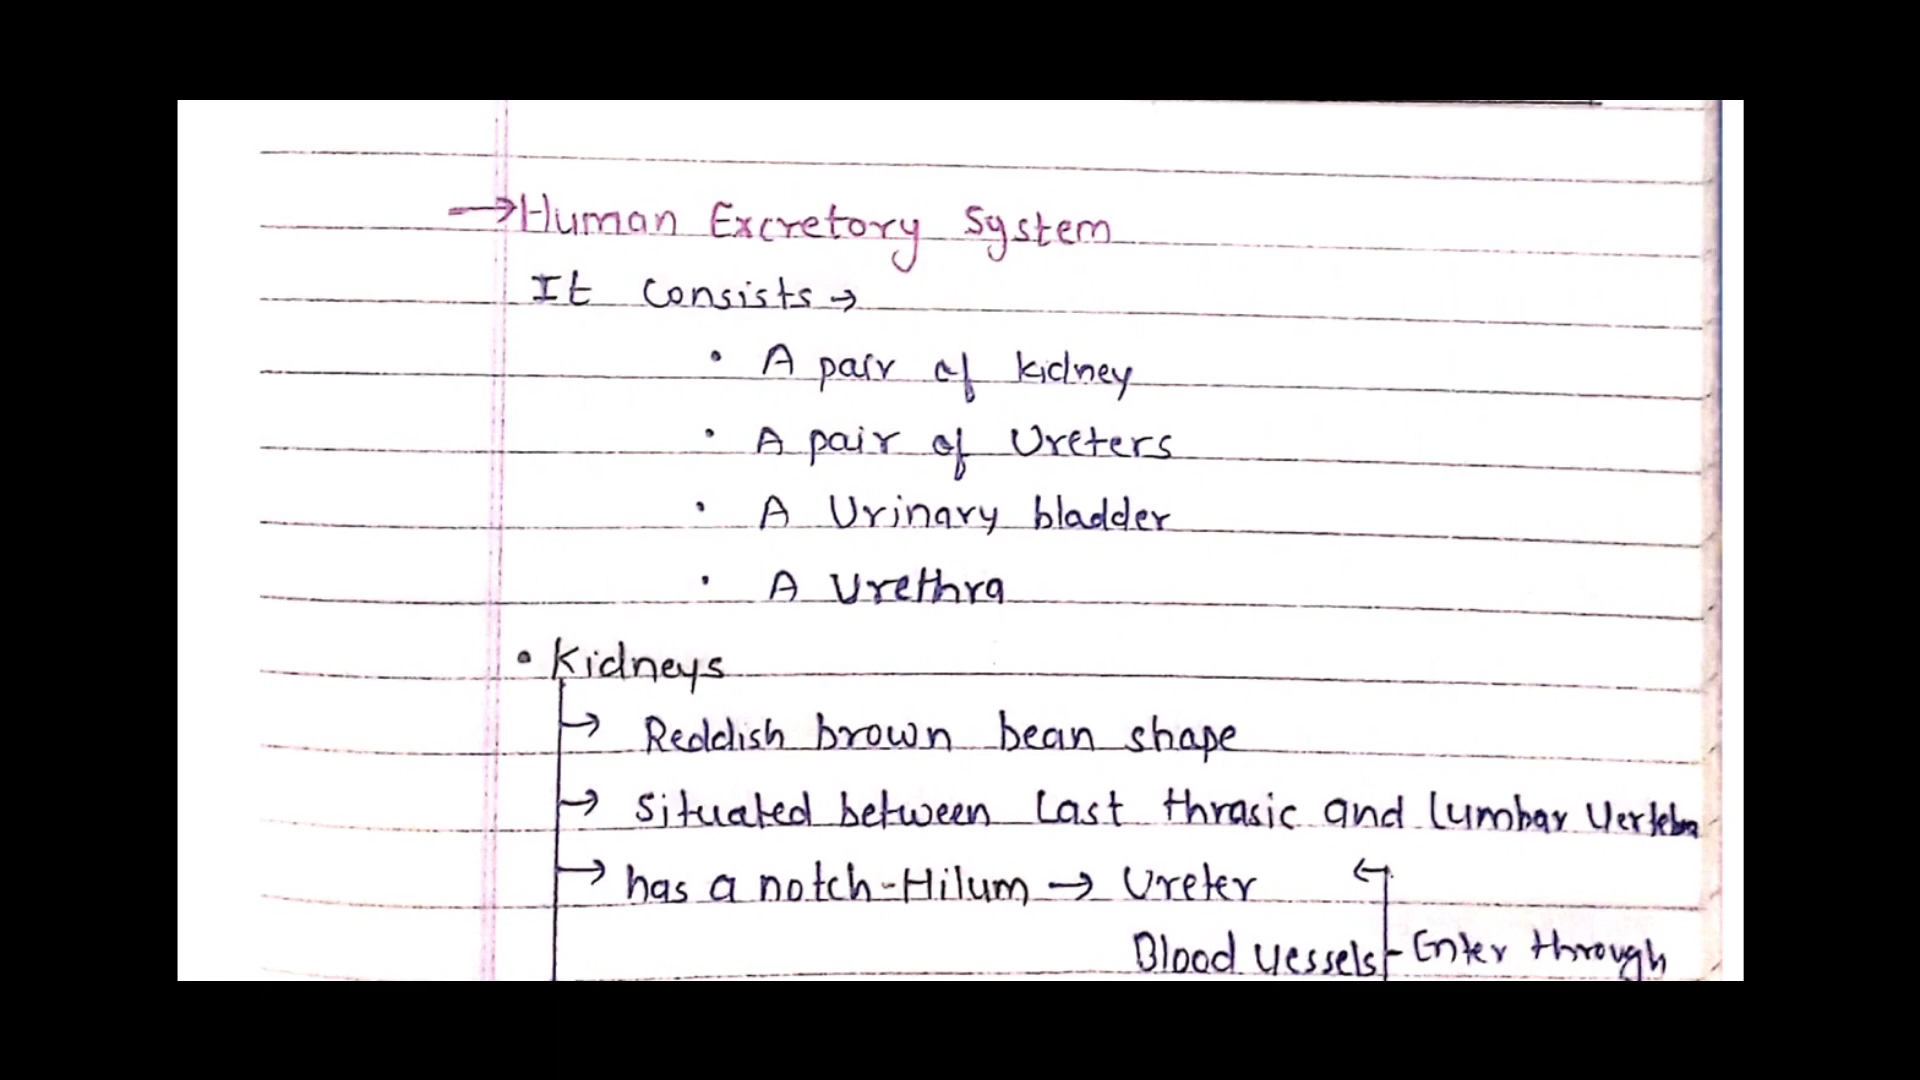 →Human Excretory System
It consists →
• A pair of kidney
• A pair of Ureters
• A Urinary bladder
• A Urethra
• Kidneys
→ Reddish brown bean shape
→ Situated between Last thrasic and lumbar Vertebra
→ has a notch-Hilum → Ureter ←
Blood vessels - Enter through